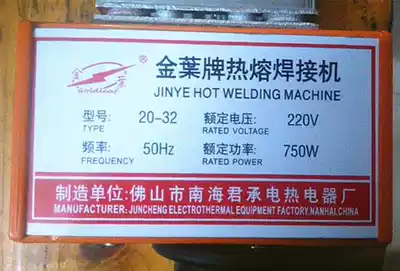 金 葉 ®
Goldleaf
金葉牌热熔焊接机
JINYE HOT WELDING MACHINE
型号: 20-32 额定电压: 220V
TYPE RATED VOLTAGE
频率: 50Hz 额定功率: 750W
FREQUENCY RATED POWER
制造单位:佛山市南海君承电热电器厂
MANUFACTURER: JUNCHENG ELECTROTHERMAL EQUIPMENT FACTORY,NANHAI,CHINA